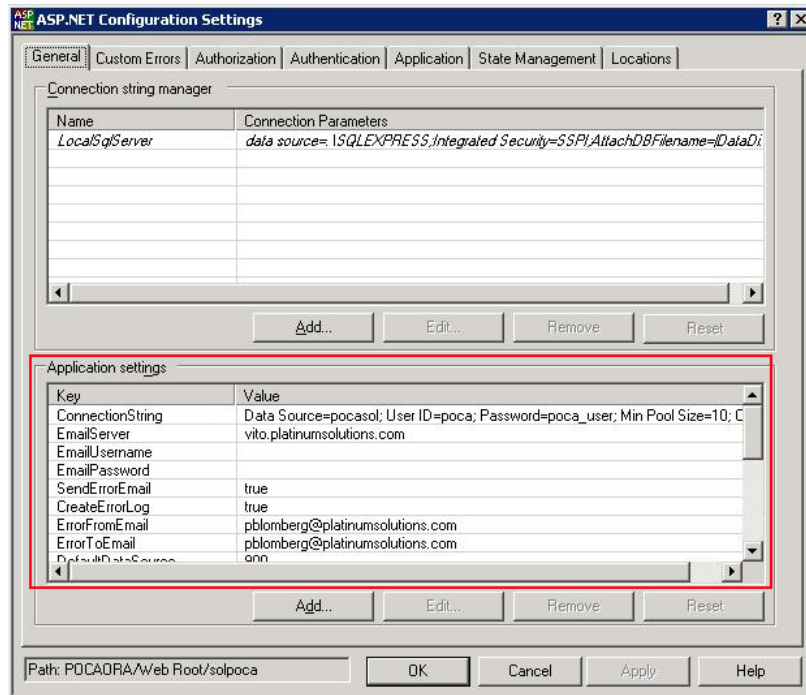 ASP.NET Configuration Settings
General Custom Errors Authorization Authentication Application State Management Locations
Connection string manager
Name Connection Parameters
LocalSqlServer data source=.\SQLEXPRESS;Integrated Security=SSPI;AttachDBFilename=|DataDi
Add... Edit... Remove Reset
Application settings
Key Value
ConnectionString Data Source=pocasol; User ID=poca; Password=poca_user; Min Pool Size=10; C
EmailServer vito.platinumsolutions.com
EmailUsername
EmailPassword
SendErrorEmail true
CreateErrorLog true
ErrorFromEmail pblomberg@platinumsolutions.com
ErrorToEmail pblomberg@platinumsolutions.com
DefaultDataSource 900
Add... Edit... Remove Reset
Path: POCAORA/Web Root/solpoca OK Cancel Apply Help